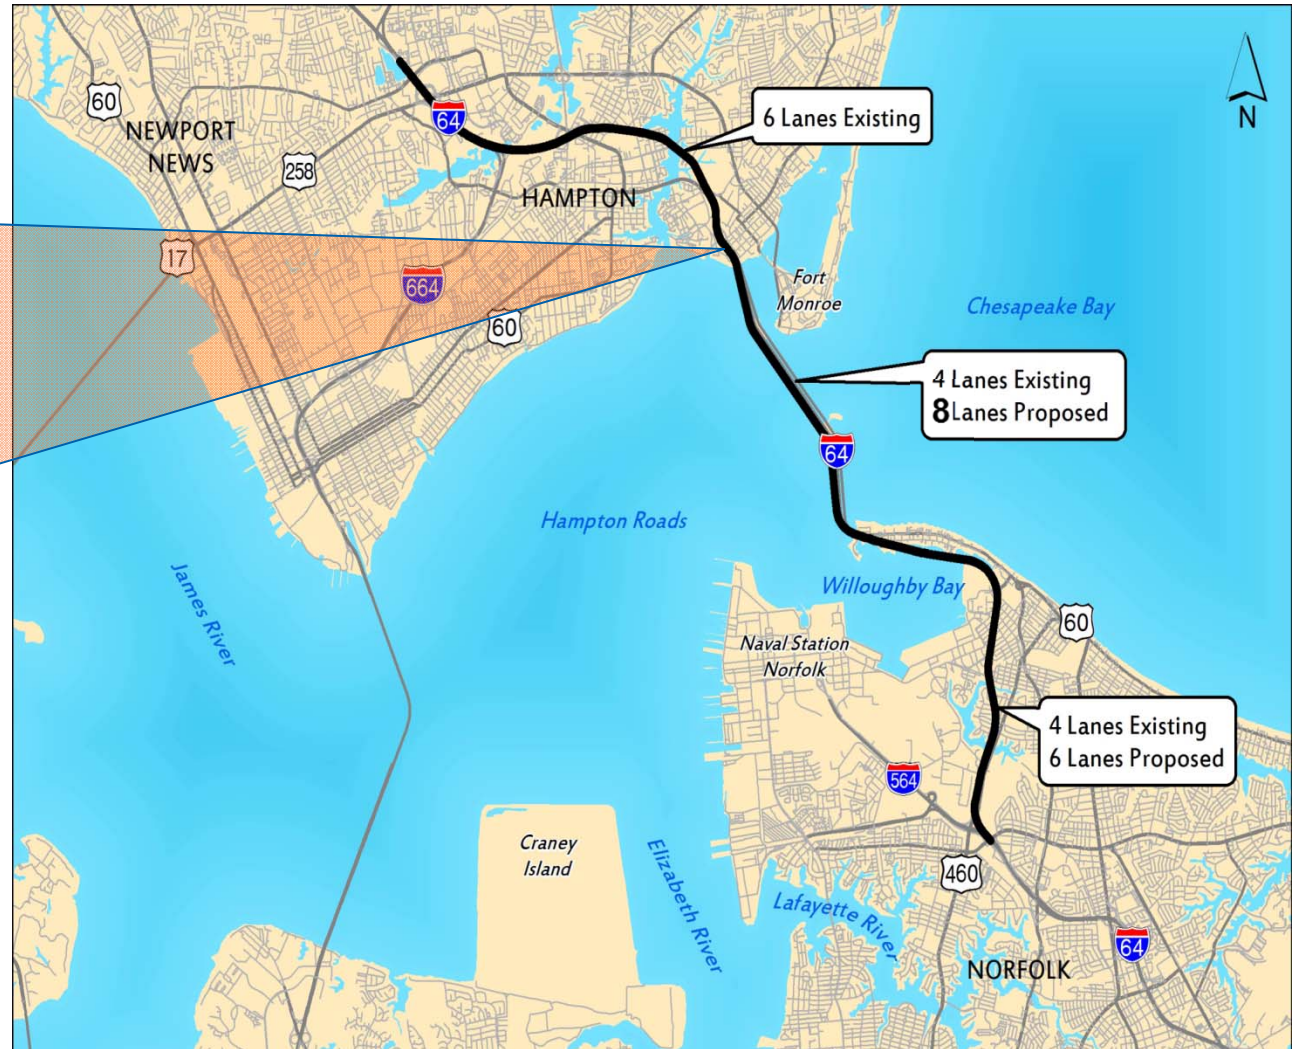 60
NEWPORT
NEWS
258
64
6 Lanes Existing
N
HAMPTON
17
664
60
Fort
Monroe
Chesapeake Bay
4 Lanes Existing
8 Lanes Proposed
64
Hampton Roads
James River
Willoughby Bay
60
Naval Station
Norfolk
4 Lanes Existing
6 Lanes Proposed
564
Craney
Island
Elizabeth River
460
Lafayette River
64
NORFOLK